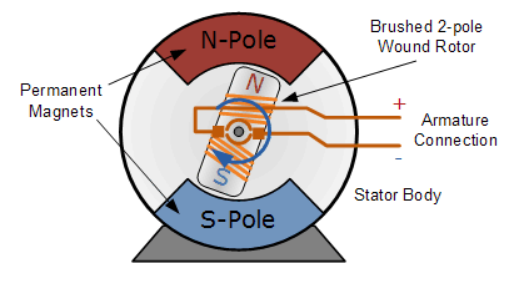 N-Pole
Brushed 2-pole
Wound Rotor
Permanent
Magnets
N
+
Armature
Connection
-
S
Stator Body
S-Pole